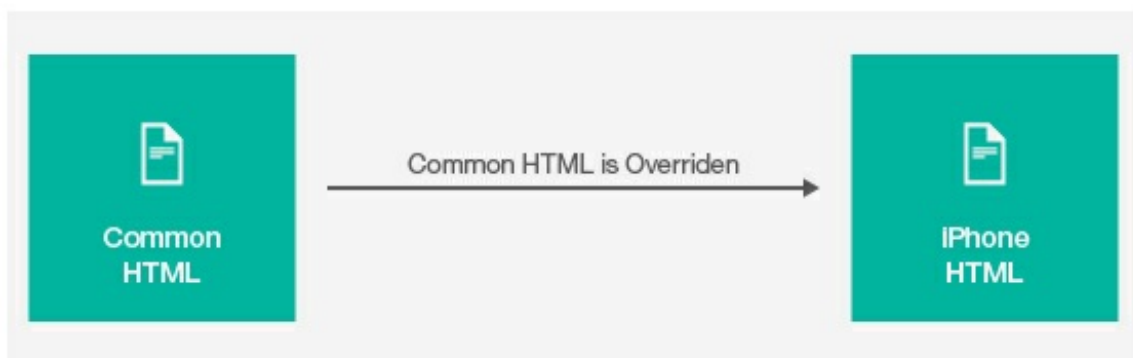 Common HTML is Overriden
Common
HTML
iPhone
HTML